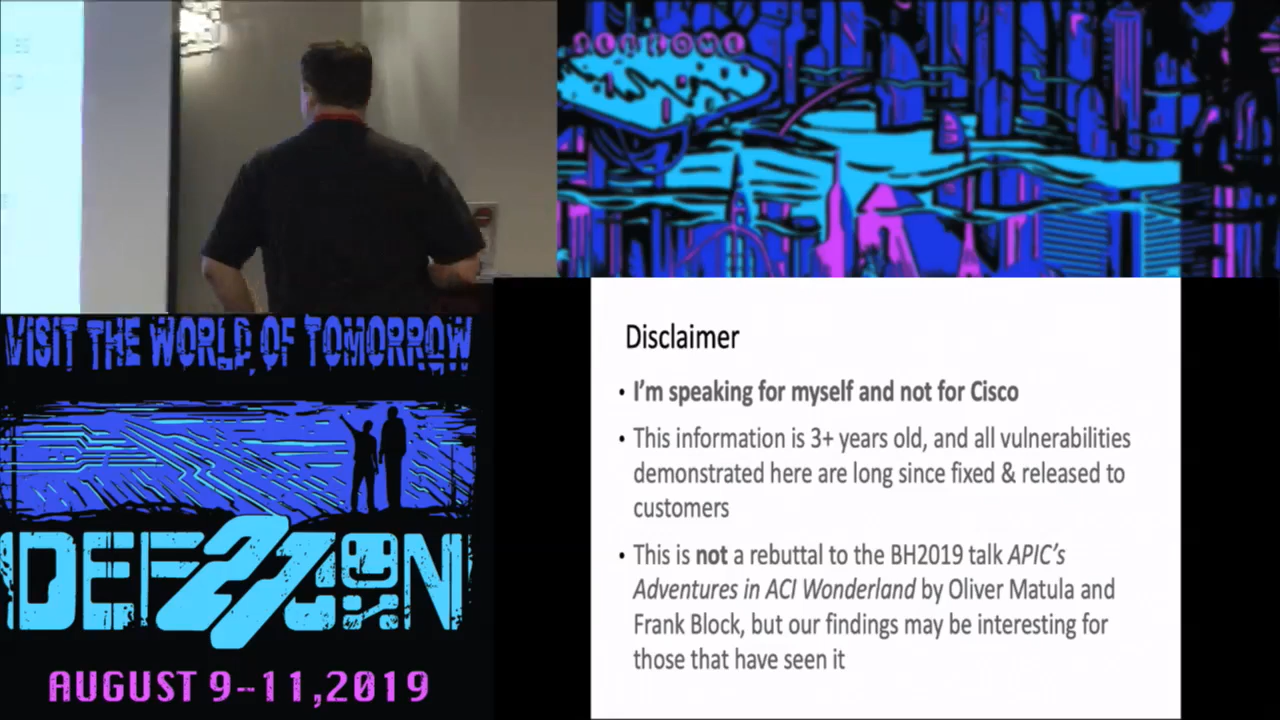 WELCOME
VISIT THE WORLD OF TOMORROW
DEF27CON
AUGUST 9-11,2019
Disclaimer
• I'm speaking for myself and not for Cisco
• This information is 3+ years old, and all vulnerabilities
demonstrated here are long since fixed & released to
customers
• This is not a rebuttal to the BH2019 talk APIC's
Adventures in ACI Wonderland by Oliver Matula and
Frank Block, but our findings may be interesting for
those that have seen it